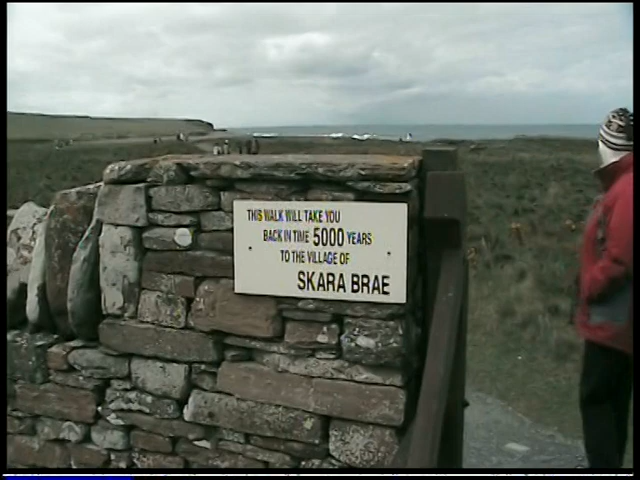 THIS WALK WILL TAKE YOU
BACK IN TIME 5000 YEARS
TO THE VILLAGE OF
SKARA BRAE